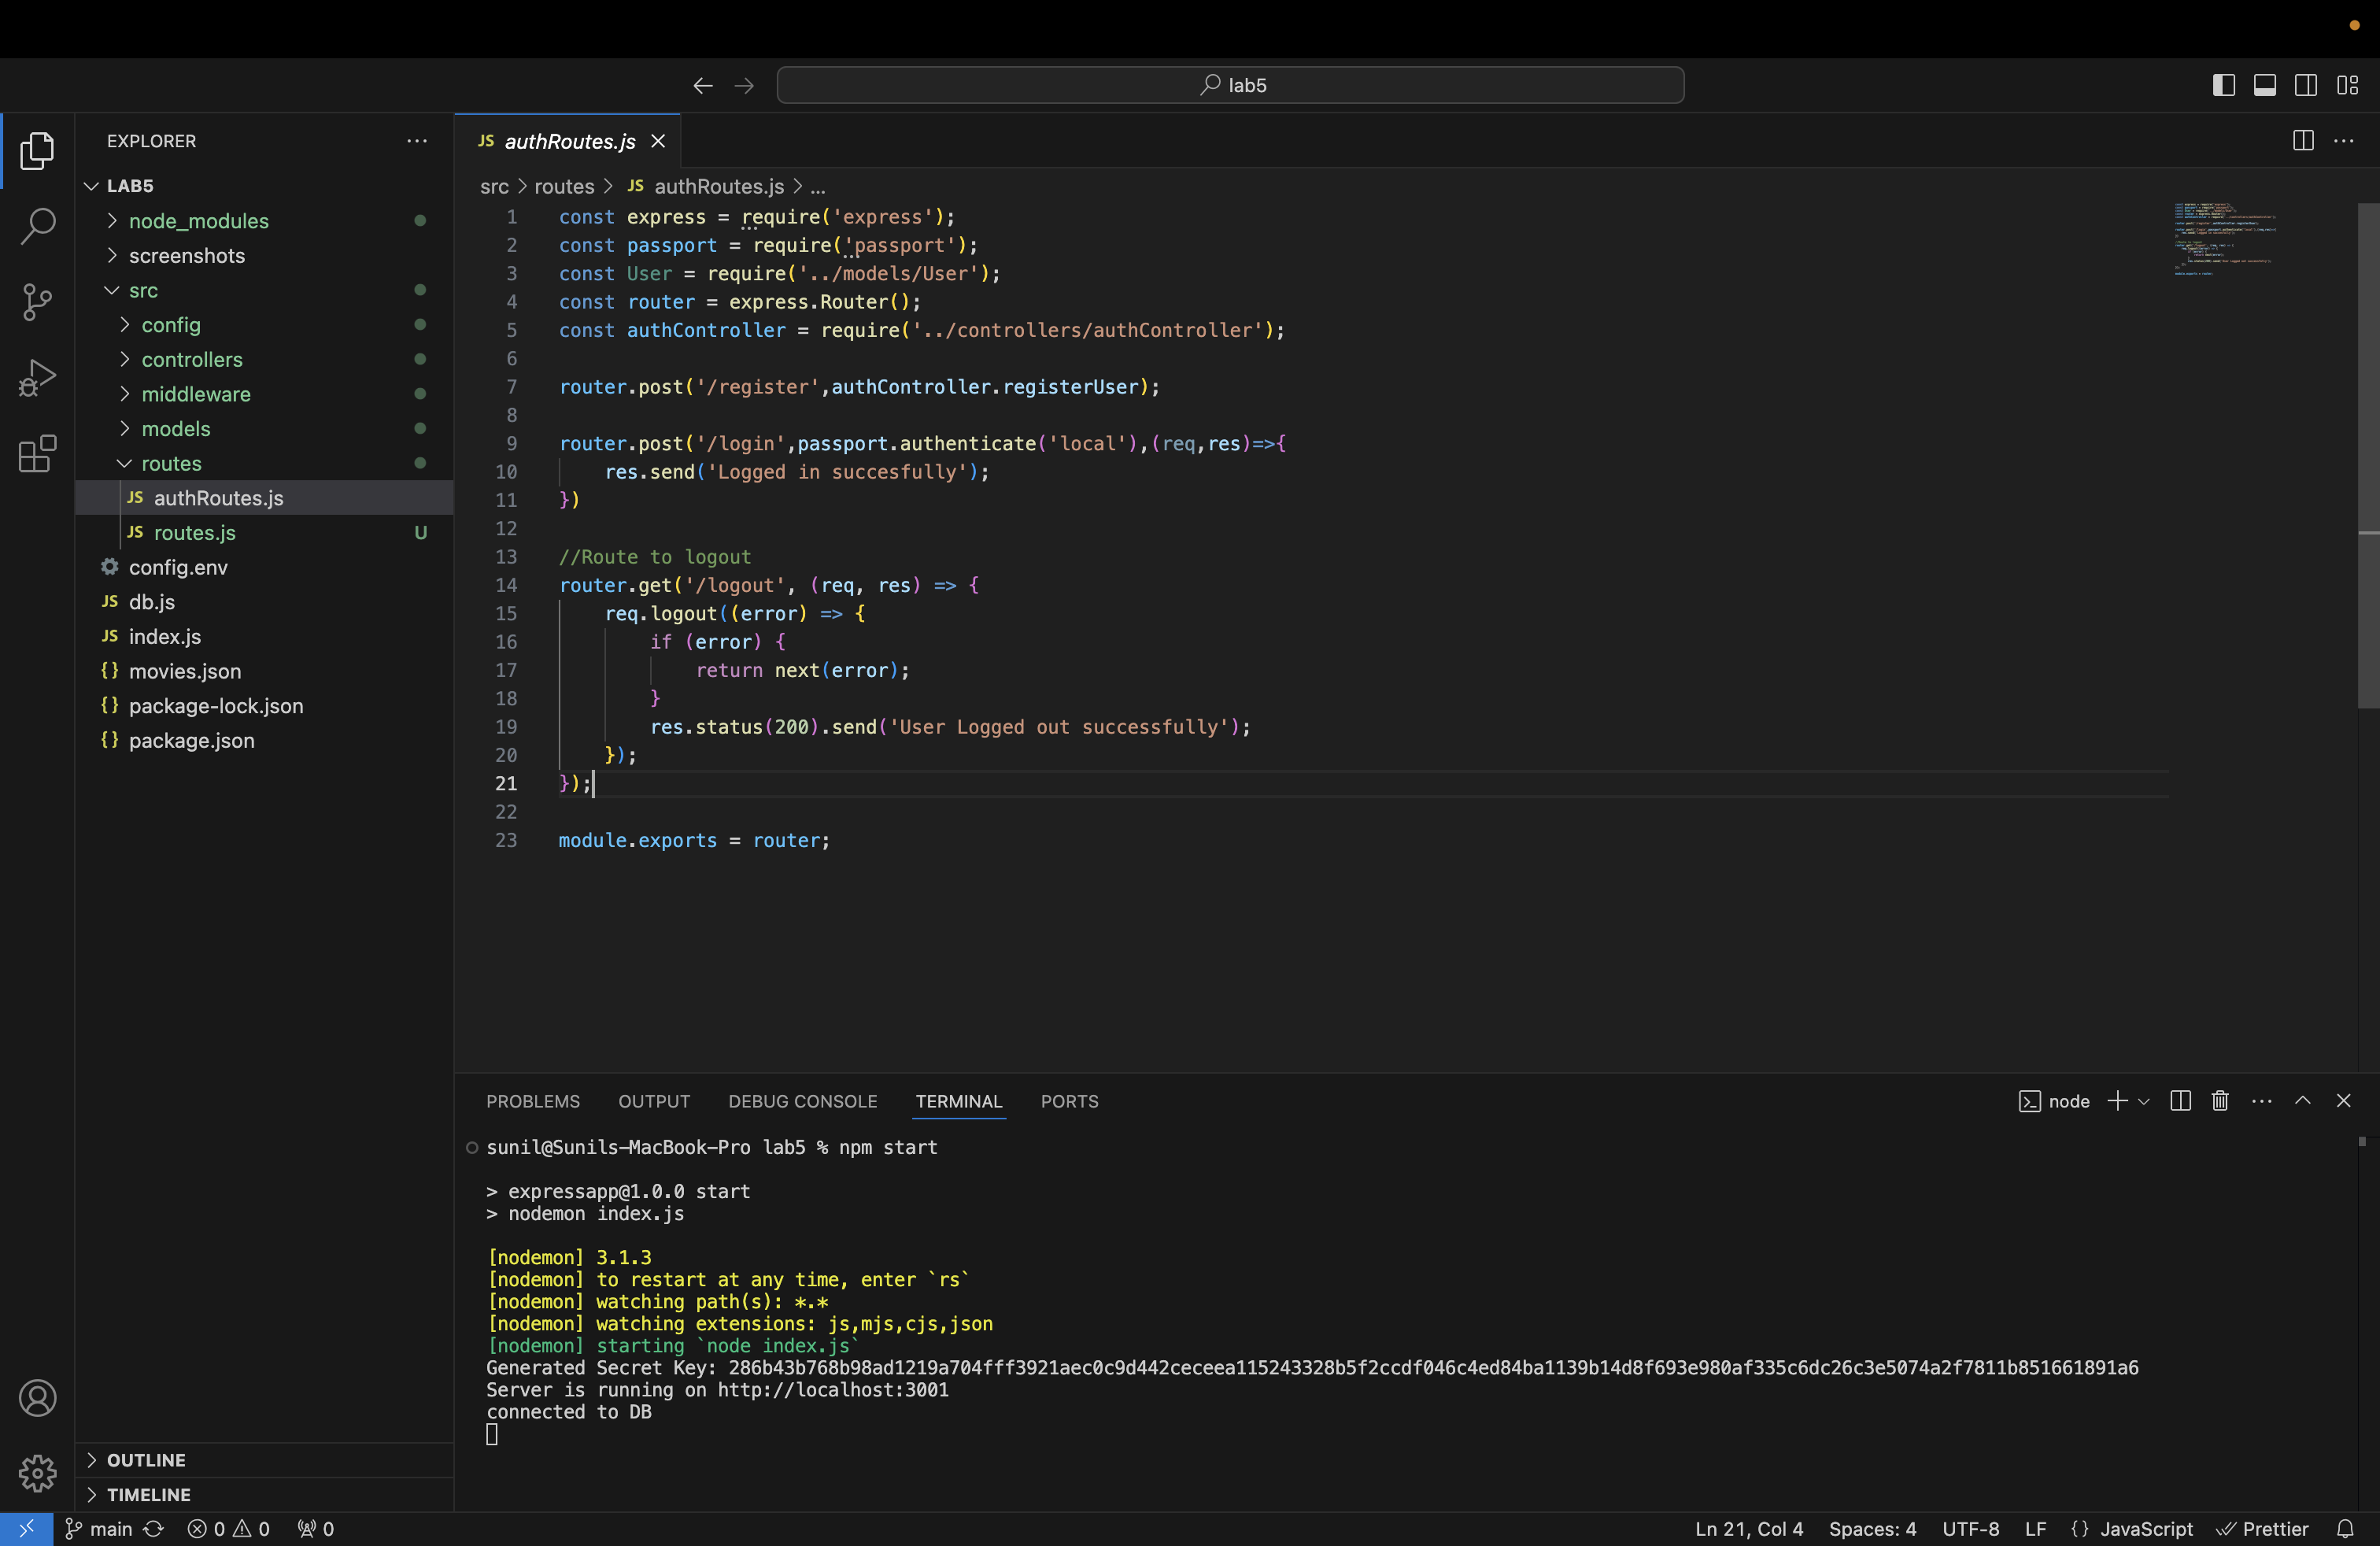 lab5
EXPLORER
LAB5
node_modules
screenshots
src
config
controllers
middleware
models
routes
JS authRoutes.js
JS routes.js U
config.env
JS db.js
JS index.js
{} movies.json
{} package-lock.json
{} package.json
OUTLINE
TIMELINE
JS authRoutes.js
src > routes > JS authRoutes.js > ...
1 const express = require('express');
2 const passport = require('passport');
3 const User = require('../models/User');
4 const router = express.Router();
5 const authController = require('../controllers/authController');
6
7 router.post('/register',authController.registerUser);
8
9 router.post('/login',passport.authenticate('local'),(req,res)=>{
10 res.send('Logged in succesfully');
11 })
12
13 //Route to logout
14 router.get('/logout', (req, res) => {
15 req.logout((error) => {
16 if (error) {
17 return next(error);
18 }
19 res.status(200).send('User Logged out successfully');
20 });
21 });
22
23 module.exports = router;
PROBLEMS OUTPUT DEBUG CONSOLE TERMINAL PORTS
node
sunil@Sunils-MacBook-Pro lab5 % npm start
> expressapp@1.0.0 start
> nodemon index.js
[nodemon] 3.1.3
[nodemon] to restart at any time, enter `rs`
[nodemon] watching path(s): *.*
[nodemon] watching extensions: js,mjs,cjs,json
[nodemon] starting `node index.js`
Generated Secret Key: 286b43b768b98ad1219a704fff3921aec0c9d442ceceea115243328b5f2ccdf046c4ed84ba1139b14d8f693e980af335c6dc26c3e5074a2f7811b851661891a6
Server is running on http://localhost:3001
connected to DB
main 0 0 0
Ln 21, Col 4 Spaces: 4 UTF-8 LF {} JavaScript Prettier